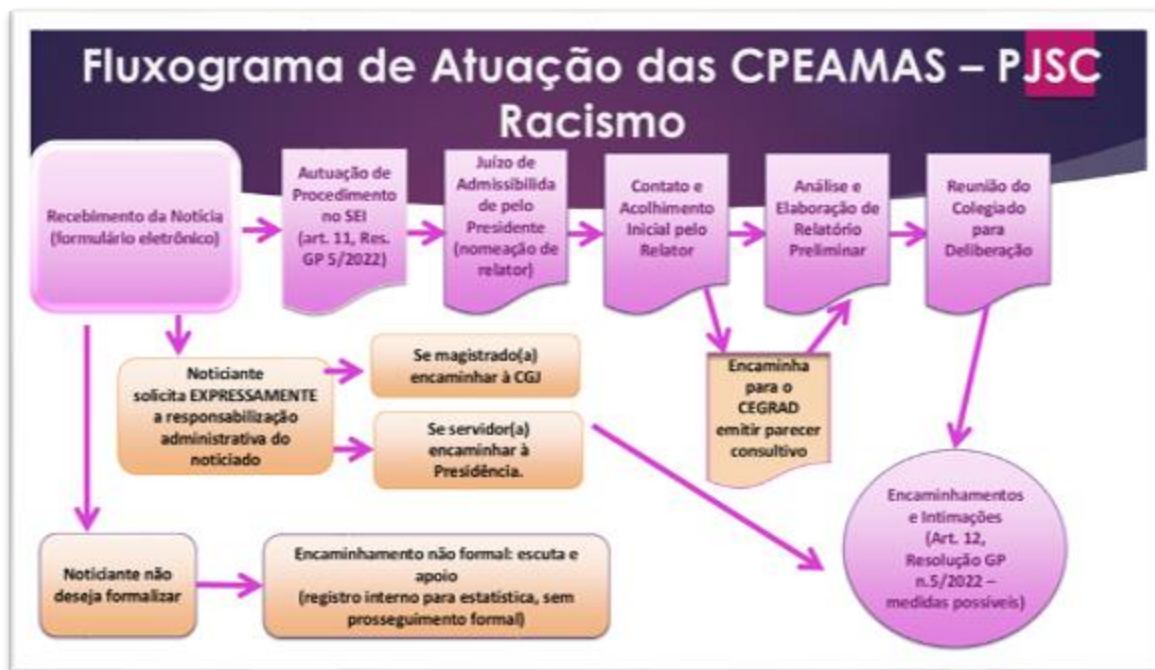 Fluxograma de Atuação das CPEAMAS – PJSC
Racismo
Recebimento da Notícia
(formulário eletrônico)
Autuação de
Procedimento
no SEI
(art. 11, Res.
GP 5/2022)
Juízo de
Admissibilida
de pelo
Presidente
(nomeação de
relator)
Contato e
Acolhimento
Inicial pelo
Relator
Análise e
Elaboração de
Relatório
Preliminar
Reunião do
Colegiado
para
Deliberação
Noticiante
solicita EXPRESSAMENTE
a responsabilização
administrativa do
noticiado
Se magistrado(a)
encaminhar à CGJ
Se servidor(a)
encaminhar à
Presidência.
Encaminha
para o
CEGRAD
emitir parecer
consultivo
Encaminhamentos
e Intimações
(Art. 12,
Resolução GP
n.5/2022 –
medidas possíveis)
Noticiante não
deseja formalizar
Encaminhamento não formal: escuta e
apoio
(registro interno para estatística, sem
prosseguimento formal)